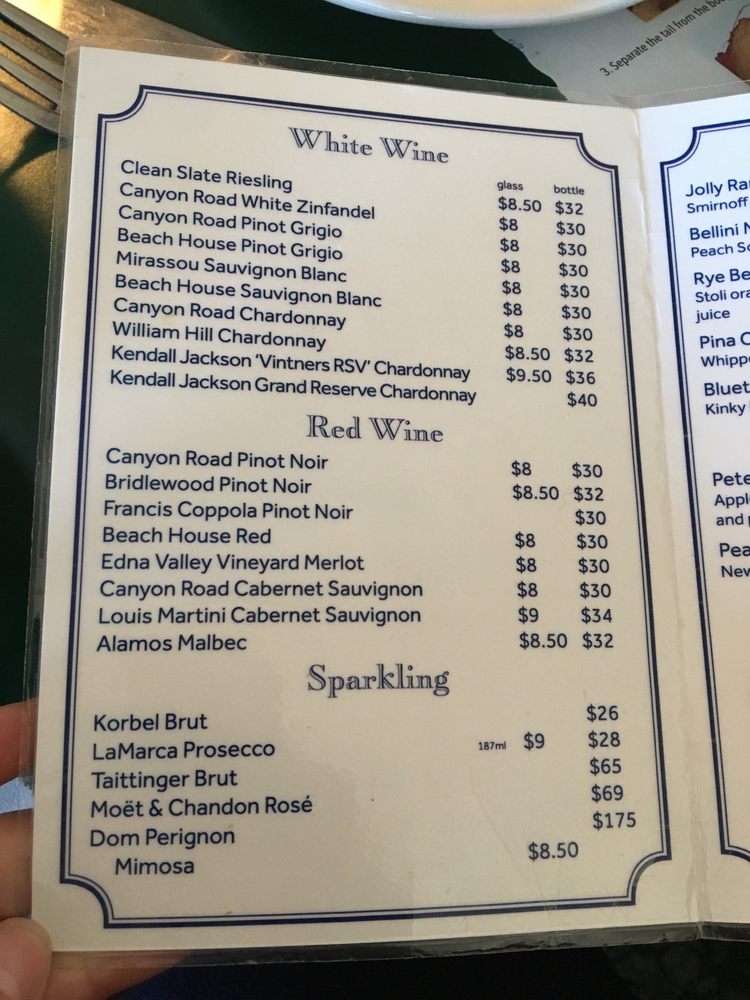 3. Separate the tail from the
White Wine
glass bottle
Clean Slate Riesling $8.50 $32
Canyon Road White Zinfandel $8 $30
Canyon Road Pinot Grigio $8 $30
Beach House Pinot Grigio $8 $30
Mirassou Sauvignon Blanc $8 $30
Beach House Sauvignon Blanc $8 $30
Canyon Road Chardonnay $8 $30
William Hill Chardonnay $8.50 $32
Kendall Jackson 'Vintners RSV' Chardonnay $9.50 $36
Kendall Jackson Grand Reserve Chardonnay $40
Red Wine
Canyon Road Pinot Noir $8 $30
Bridlewood Pinot Noir $8.50 $32
Francis Coppola Pinot Noir $30
Beach House Red $8 $30
Edna Valley Vineyard Merlot $8 $30
Canyon Road Cabernet Sauvignon $8 $30
Louis Martini Cabernet Sauvignon $9 $34
Alamos Malbec $8.50 $32
Sparkling
Korbel Brut $26
LaMarca Prosecco 187ml $9 $28
Taittinger Brut $65
Moët & Chandon Rosé $69
Dom Perignon $175
Mimosa $8.50
Jolly
Smirnoff
Bellini
Peach
Rye
Stoli
juice
Pina
Kinky
and